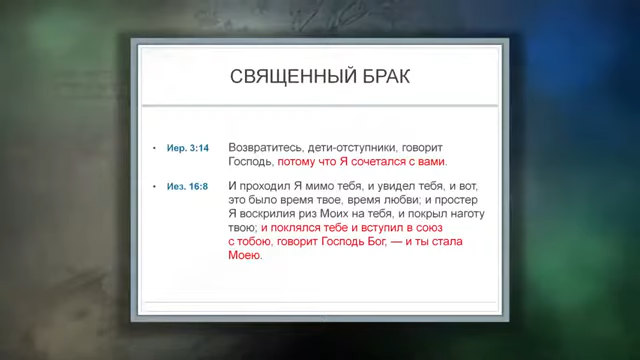 СВЯЩЕННЫЙ БРАК
• Иер. 3:14 Возвратитесь, дети-отступники, говорит
Господь, потому что Я сочетался с вами.
• Иез. 16:8 И проходил Я мимо тебя, и увидел тебя, и вот,
это было время твое, время любви; и простер
Я воскрилия риз Моих на тебя, и покрыл наготу
твою; и поклялся тебе и вступил в союз
с тобою, говорит Господь Бог, — и ты стала
Моею.